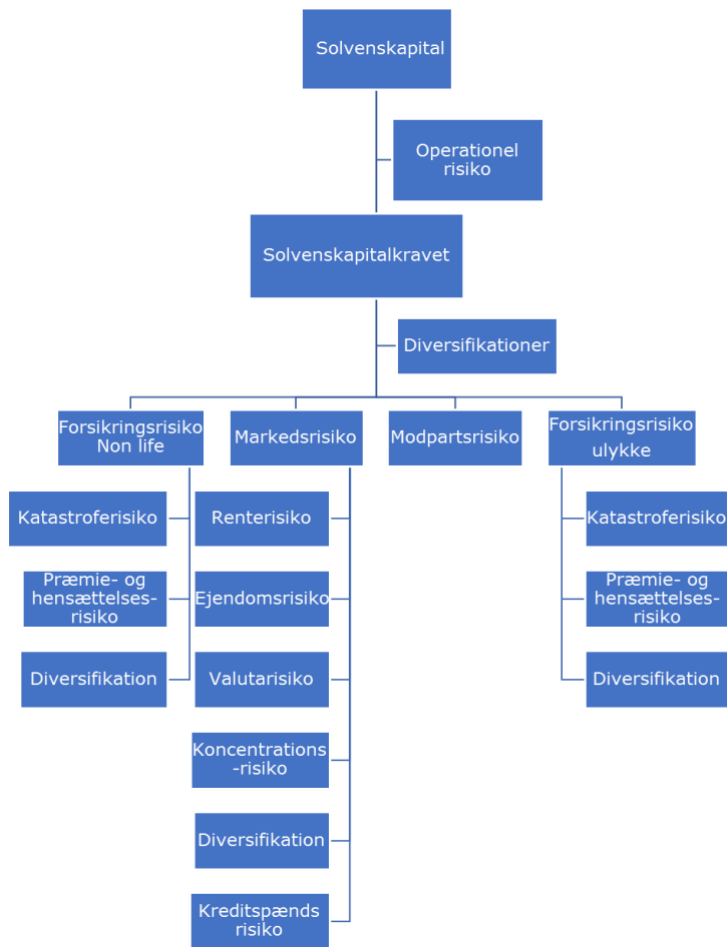 Solvenskapital
Operationel
risiko
Solvenskapitalkravet
Diversifikationer
Forsikringsrisiko
Non life
Markedsrisiko
Modpartsrisiko
Forsikringsrisiko
ulykke
Katastroferisiko
Præmie- og
hensættelses-
risiko
Diversifikation
Renterisiko
Ejendomsrisiko
Valutarisiko
Koncentrations
-risiko
Diversifikation
Kreditspænds
risiko
Katastroferisiko
Præmie- og
hensættelses-
risiko
Diversifikation